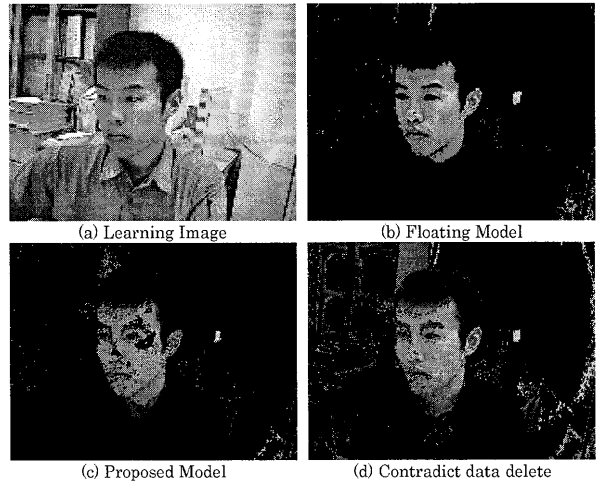 (a) Learning Image
(b) Floating Model
(c) Proposed Model
(d) Contradict data delete